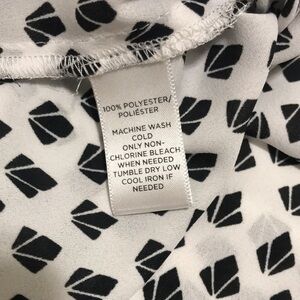 100% POLYESTER/
POLIÉSTER
MACHINE WASH
COLD
ONLY NON-
CHLORINE BLEACH
WHEN NEEDED
TUMBLE DRY LOW
COOL IRON IF
NEEDED